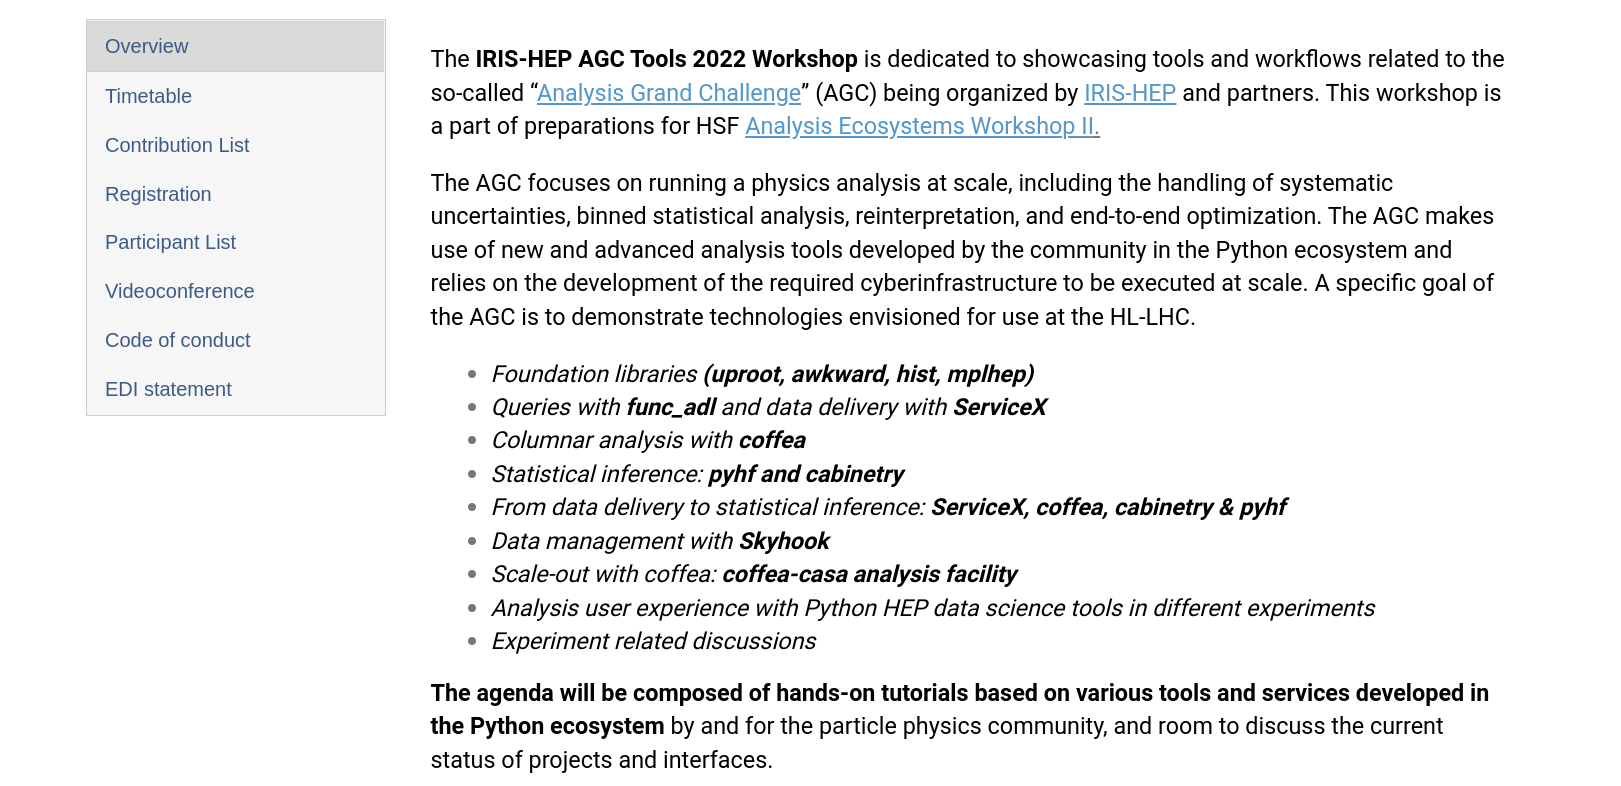 Overview
Timetable
Contribution List
Registration
Participant List
Videoconference
Code of conduct
EDI statement
The IRIS-HEP AGC Tools 2022 Workshop is dedicated to showcasing tools and workflows related to the
so-called “Analysis Grand Challenge” (AGC) being organized by IRIS-HEP and partners. This workshop is
a part of preparations for HSF Analysis Ecosystems Workshop II.
The AGC focuses on running a physics analysis at scale, including the handling of systematic
uncertainties, binned statistical analysis, reinterpretation, and end-to-end optimization. The AGC makes
use of new and advanced analysis tools developed by the community in the Python ecosystem and
relies on the development of the required cyberinfrastructure to be executed at scale. A specific goal of
the AGC is to demonstrate technologies envisioned for use at the HL-LHC.
Foundation libraries (uproot, awkward, hist, mplhep)
Queries with func_adl and data delivery with ServiceX
Columnar analysis with coffea
Statistical inference: pyhf and cabinetry
From data delivery to statistical inference: ServiceX, coffea, cabinetry & pyhf
Data management with Skyhook
Scale-out with coffea: coffea-casa analysis facility
Analysis user experience with Python HEP data science tools in different experiments
Experiment related discussions
The agenda will be composed of hands-on tutorials based on various tools and services developed in
the Python ecosystem by and for the particle physics community, and room to discuss the current
status of projects and interfaces.